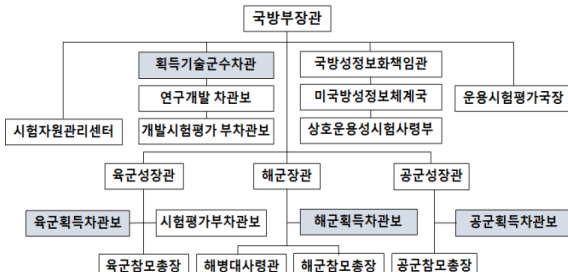 국방부장관
획득기술군수차관
국방성정보화책임관
연구개발 차관보
미국방성정보체계국
운용시험평가국장
시험자원관리센터
개발시험평가 부차관보
상호운용성시험사령부
육군성장관
해군장관
공군성장관
육군획득차관보
시험평가부차관보
해군획득차관보
공군획득차관보
육군참모총장
해병대사령관
해군참모총장
공군참모총장